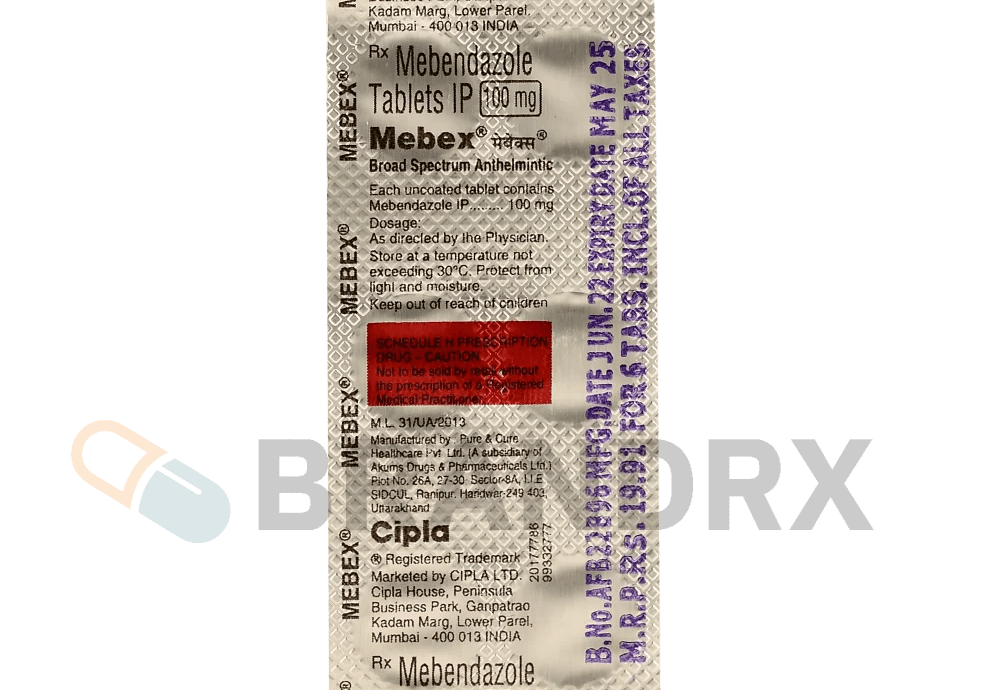 Kadam Marg, Lower Parel,
Mumbai - 400 013 INDIA
Rx Mebendazole
Tablets IP 100 mg
Mebex® मेबेक्स®
Broad Spectrum Anthelmintic
Each uncoated tablet contains
Mebendazole IP......... 100 mg
Dosage:
As directed by the Physician.
Store at a temperature not
exceeding 30°C. Protect from
light and moisture.
Keep out of reach of children
SCHEDULE H PRESCRIPTION
DRUG - CAUTION
Not to be sold by retail without
the prescription of a Registered
Medical Practitioner
M.L. 31/UA/2013
Manufactured by : Pure & Cure
Healthcare Pvt. Ltd. (A subsidiary of
Akums Drugs & Pharmaceuticals Ltd.)
Plot No. 26A, 27-30, Sector-8A, I.I.E.
SIDCUL, Ranipur, Haridwar-249 403,
Uttarakhand
Cipla
® Registered Trademark
Marketed by CIPLA LTD.
Cipla House, Peninsula
Business Park, Ganpatrao
Kadam Marg, Lower Parel,
Mumbai - 400 013 INDIA
Rx Mebendazole
MEBEX®
MEBEX®
MEBEX®
MEBEX®
20177786
99332777
B.No.AFB22B96 MFG.DATE JUN.22 EXPIRY DATE MAY 25
M.R.P.RS.19.91 FOR 6 TABS.INCL.OF ALL TAXES